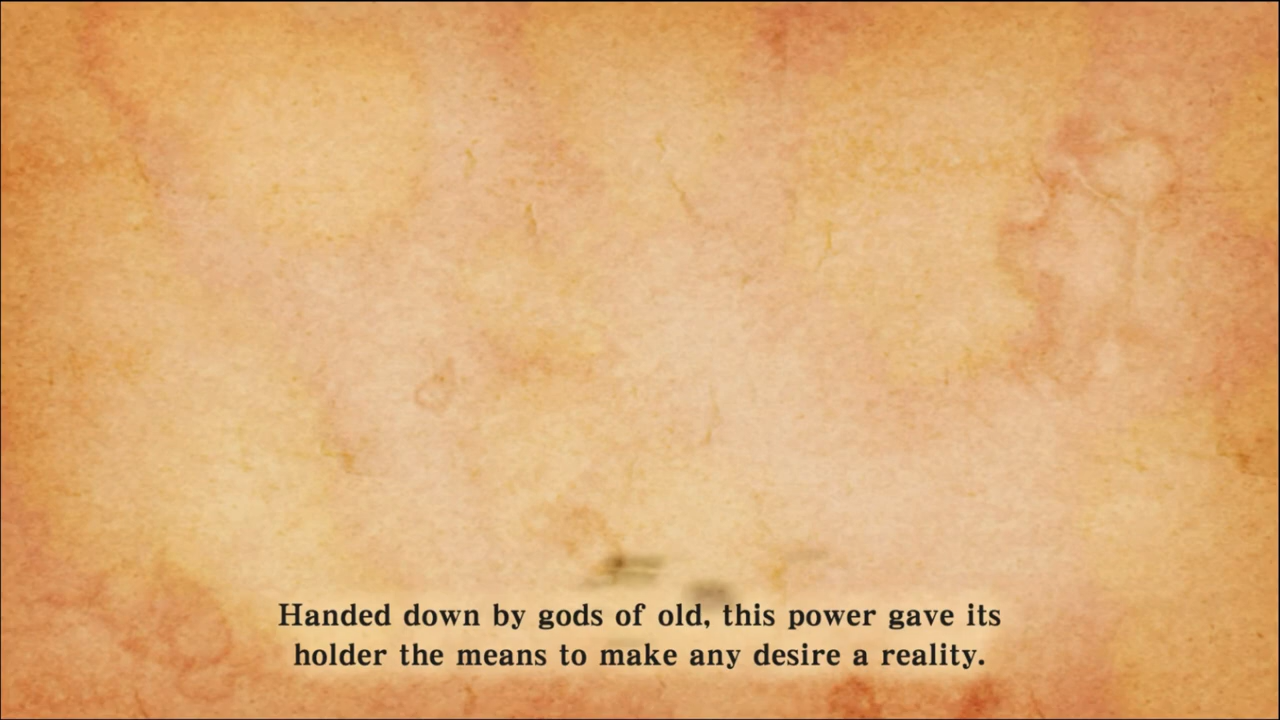 Handed down by gods of old, this power gave its
holder the means to make any desire a reality.